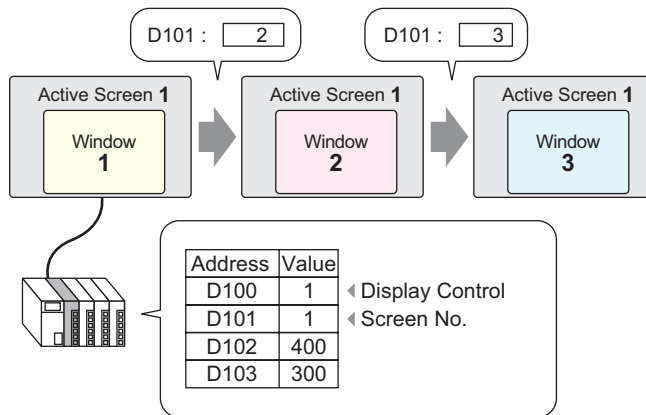 D101 : 2
D101 : 3
Active Screen 1
Window
1
Active Screen 1
Window
2
Active Screen 1
Window
3
Address Value
D100 1 Display Control
D101 1 Screen No.
D102 400
D103 300